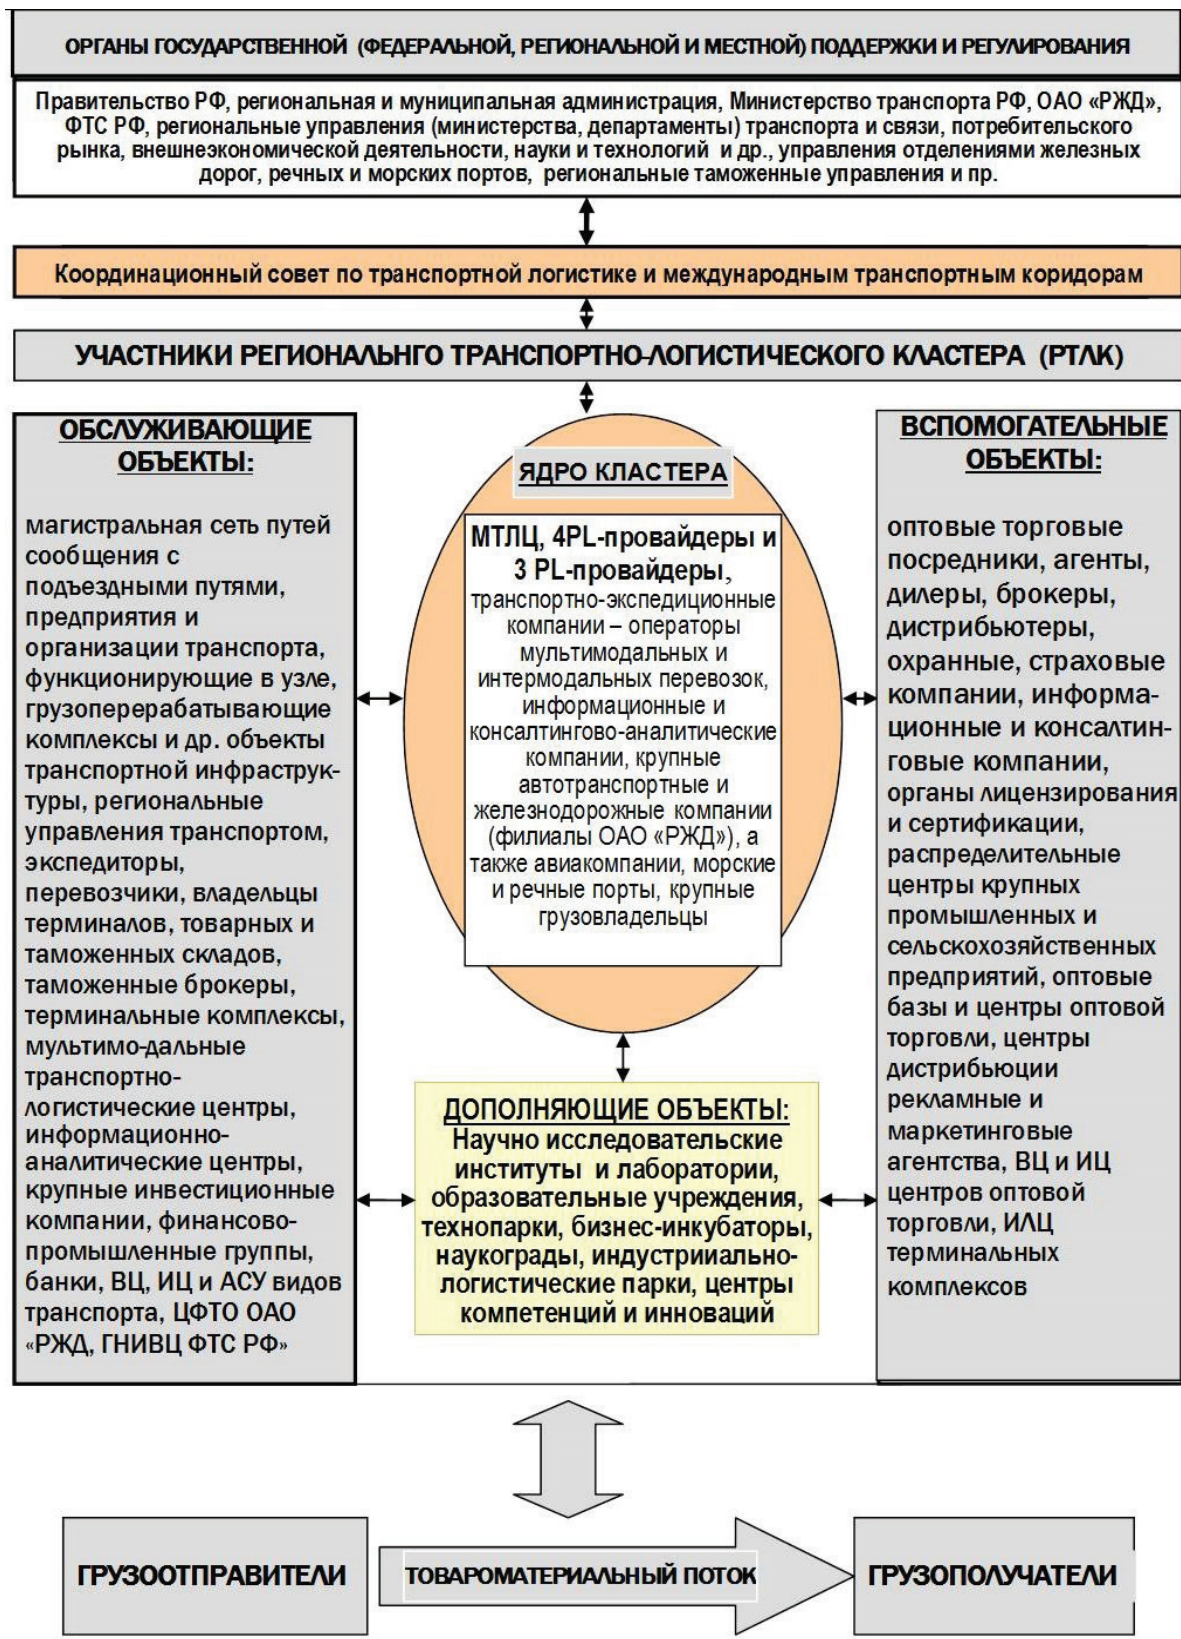 ОРГАНЫ ГОСУДАРСТВЕННОЙ (ФЕДЕРАЛЬНОЙ, РЕГИОНАЛЬНОЙ И МЕСТНОЙ) ПОДДЕРЖКИ И РЕГУЛИРОВАНИЯ
Правительство РФ, региональная и муниципальная администрация, Министерство транспорта РФ, ОАО «РЖД»,
ФТС РФ, региональные управления (министерства, департаменты) транспорта и связи, потребительского
рынка, внешнеэкономической деятельности, науки и технологий и др., управления отделениями железных
дорог, речных и морских портов, региональные таможенные управления и пр.
Координационный совет по транспортной логистике и международным транспортным коридорам
УЧАСТНИКИ РЕГИОНАЛЬНГО ТРАНСПОРТНО-ЛОГИСТИЧЕСКОГО КЛАСТЕРА (РТЛК)
ОБСЛУЖИВАЮЩИЕ
ОБЪЕКТЫ:
магистральная сеть путей
сообщения с
подъездными путями,
предприятия и
организации транспорта,
функционирующие в узле,
грузоперерабатывающие
комплексы и др. объекты
транспортной инфраструк-
туры, региональные
управления транспортом,
экспедиторы,
перевозчики, владельцы
терминалов, товарных и
таможенных складов,
таможенные брокеры,
терминальные комплексы,
мультимо-дальные
транспортно-
логистические центры,
информационно-
аналитические центры,
крупные инвестиционные
компании, финансово-
промышленные группы,
банки, ВЦ, ИЦ и АСУ видов
транспорта, ЦФТО ОАО
«РЖД, ГНИВЦ ФТС РФ»
ЯДРО КЛАСТЕРА
МТЛЦ, 4PL-провайдеры и
3 PL-провайдеры,
транспортно-экспедиционные
компании – операторы
мультимодальных и
интермодальных перевозок,
информационные и
консалтингово-аналитические
компании, крупные
автотранспортные и
железнодорожные компании
(филиалы ОАО «РЖД»), а
также авиакомпании, морские
и речные порты, крупные
грузовладельцы
ДОПОЛНЯЮЩИЕ ОБЪЕКТЫ:
Научно исследовательские
институты и лаборатории,
образовательные учреждения,
технопарки, бизнес-инкубаторы,
наукограды, индустрииально-
логистические парки, центры
компетенций и инноваций
ВСПОМОГАТЕЛЬНЫЕ
ОБЪЕКТЫ:
оптовые торговые
посредники, агенты,
дилеры, брокеры,
дистрибьютеры,
охранные, страховые
компании, информа-
ционные и консалтин-
говые компании,
органы лицензирования
и сертификации,
распределительные
центры крупных
промышленных и
сельскохозяйственных
предприятий, оптовые
базы и центры оптовой
торговли, центры
дистрибьюции
рекламные и
маркетинговые
агентства, ВЦ и ИЦ
центров оптовой
торговли, ИЛЦ
терминальных
комплексов
ГРУЗООТПРАВИТЕЛИ
ТОВАРОМАТЕРИАЛЬНЫЙ ПОТОК
ГРУЗОПОЛУЧАТЕЛИ